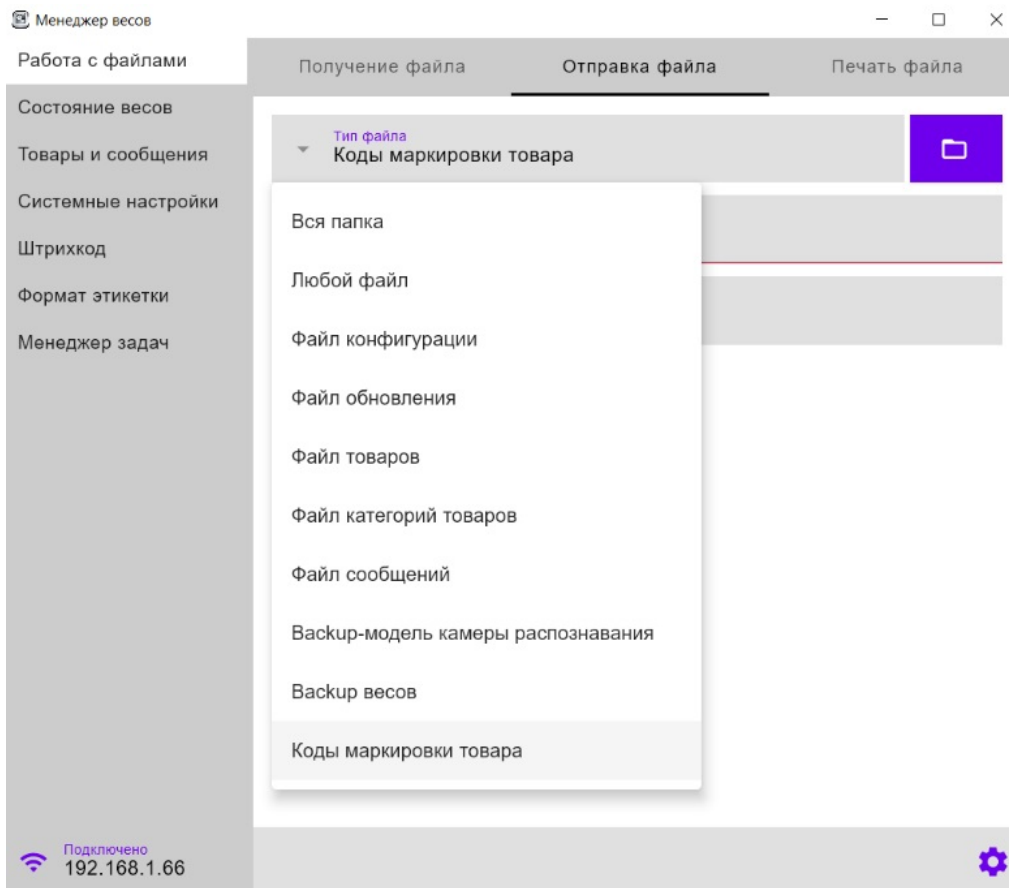 Менеджер весов
Работа с файлами
Состояние весов
Товары и сообщения
Системные настройки
Штрихкод
Формат этикетки
Менеджер задач
Получение файла
Отправка файла
Печать файла
Тип файла
Коды маркировки товара
Вся папка
Любой файл
Файл конфигурации
Файл обновления
Файл товаров
Файл категорий товаров
Файл сообщений
Backup-модель камеры распознавания
Backup весов
Коды маркировки товара
Подключено
192.168.1.66